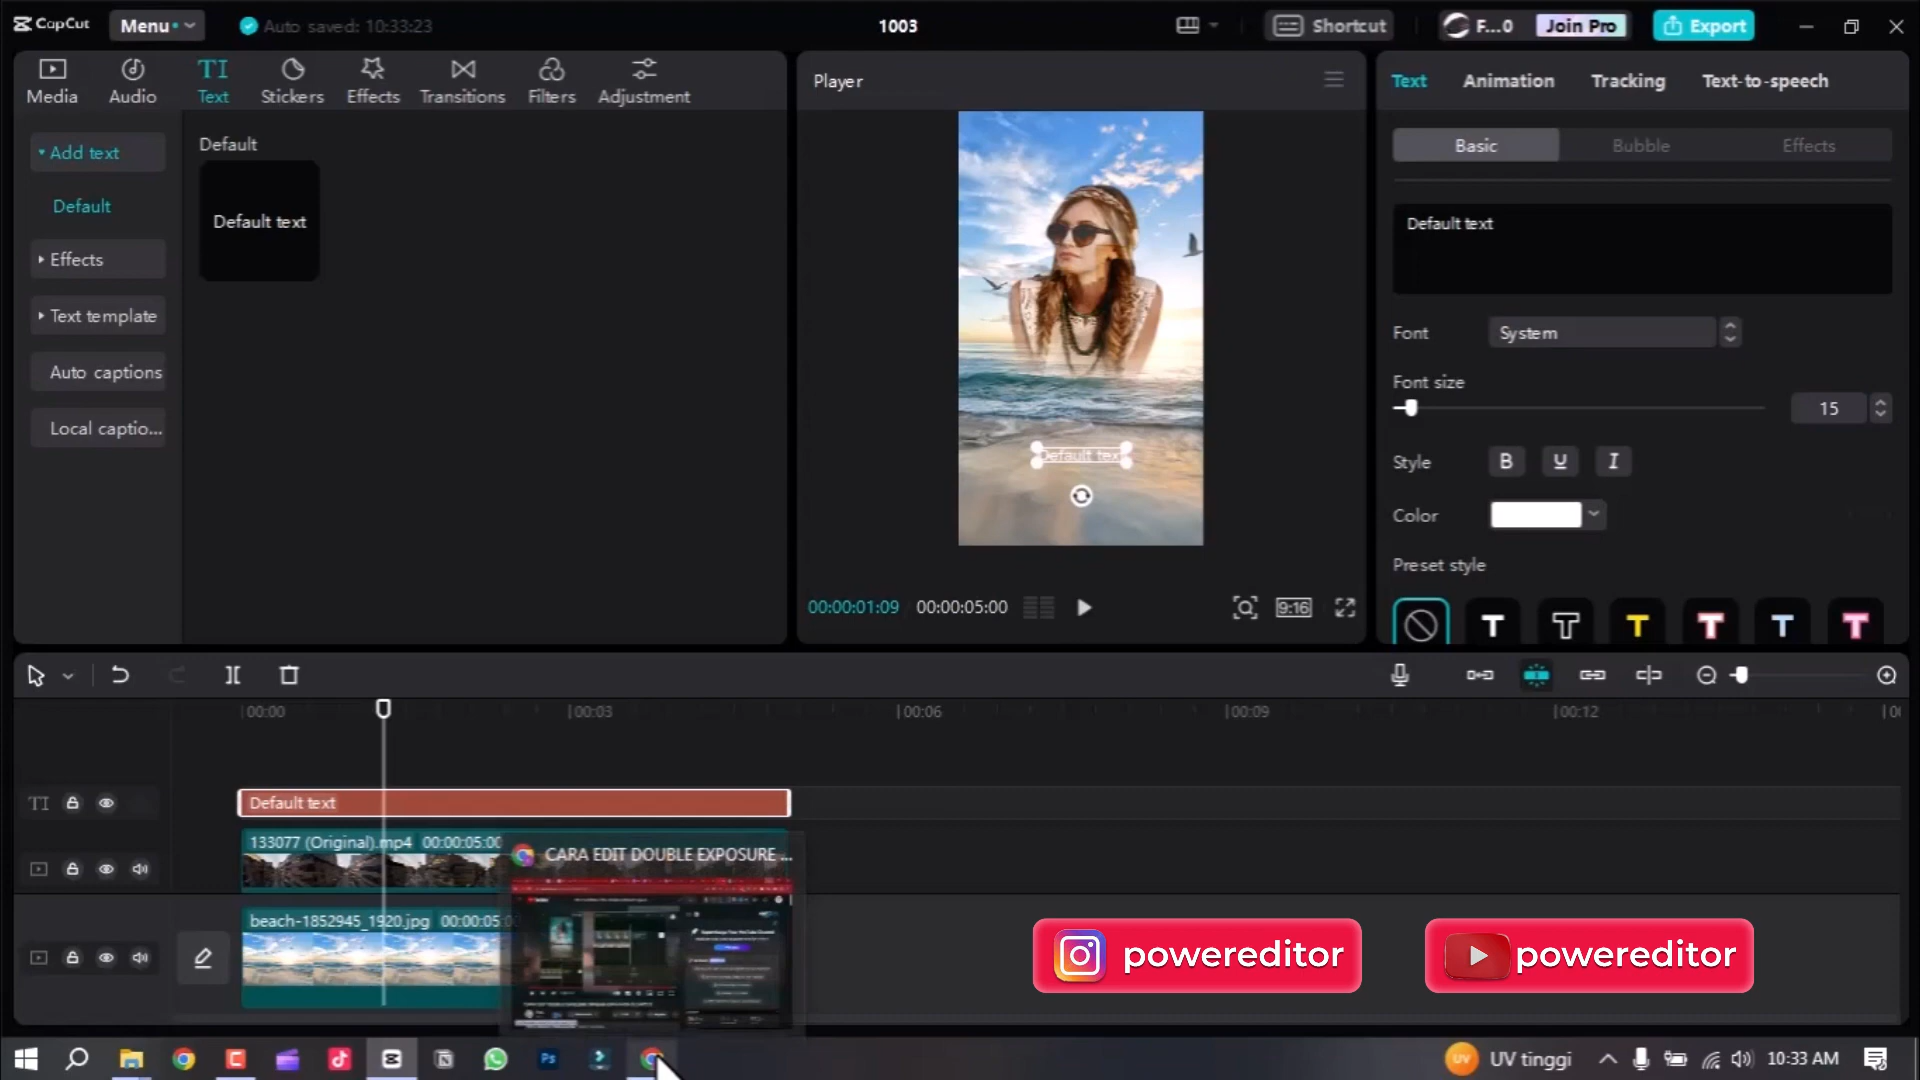 CapCut
Menu
Auto saved: 10:33:23
1003
Shortcut
F...0
Join Pro
Export
Media
Audio
TI
Text
Stickers
Effects
Transitions
Filters
Adjustment
Add text
Default
Effects
Text template
Auto captions
Local captio...
Default
Default text
Player
Default text
00:00:01:09
00:00:05:00
9:16
Text
Animation
Tracking
Text-to-speech
Basic
Bubble
Effects
Default text
Font
System
Font size
15
Style
B
U
I
Color
Preset style
T T T T T T
00:00
00:03
00:06
00:09
00:12
TI
Default text
133077 (Original).mp4 00:00:05:00
CARA EDIT DOUBLE EXPOSURE ...
beach-1852945_1920.jpg 00:00:05:0
powereditor
powereditor
Ps
UV
UV tinggi
10:33 AM